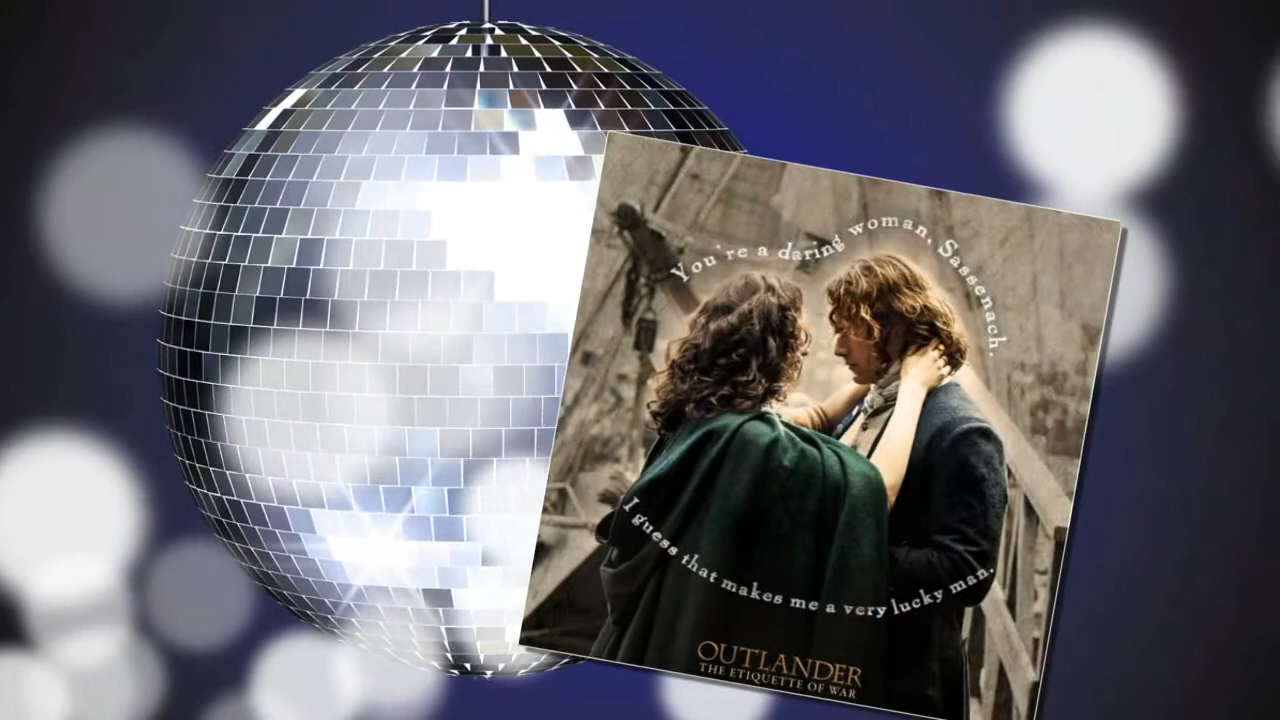 You're a daring woman, Sassenach.
I guess that makes me a very lucky man.
OUTLANDER
THE ETIQUETTE OF WAR